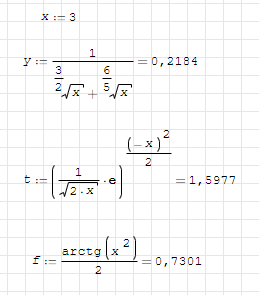 x := 3
y := 1 / (3/2√x + 6/5√x) = 0,2184
t := (1/√(2·x) · e)^((-x)^2/2) = 1,5977
f := arctg(x^2) / 2 = 0,7301